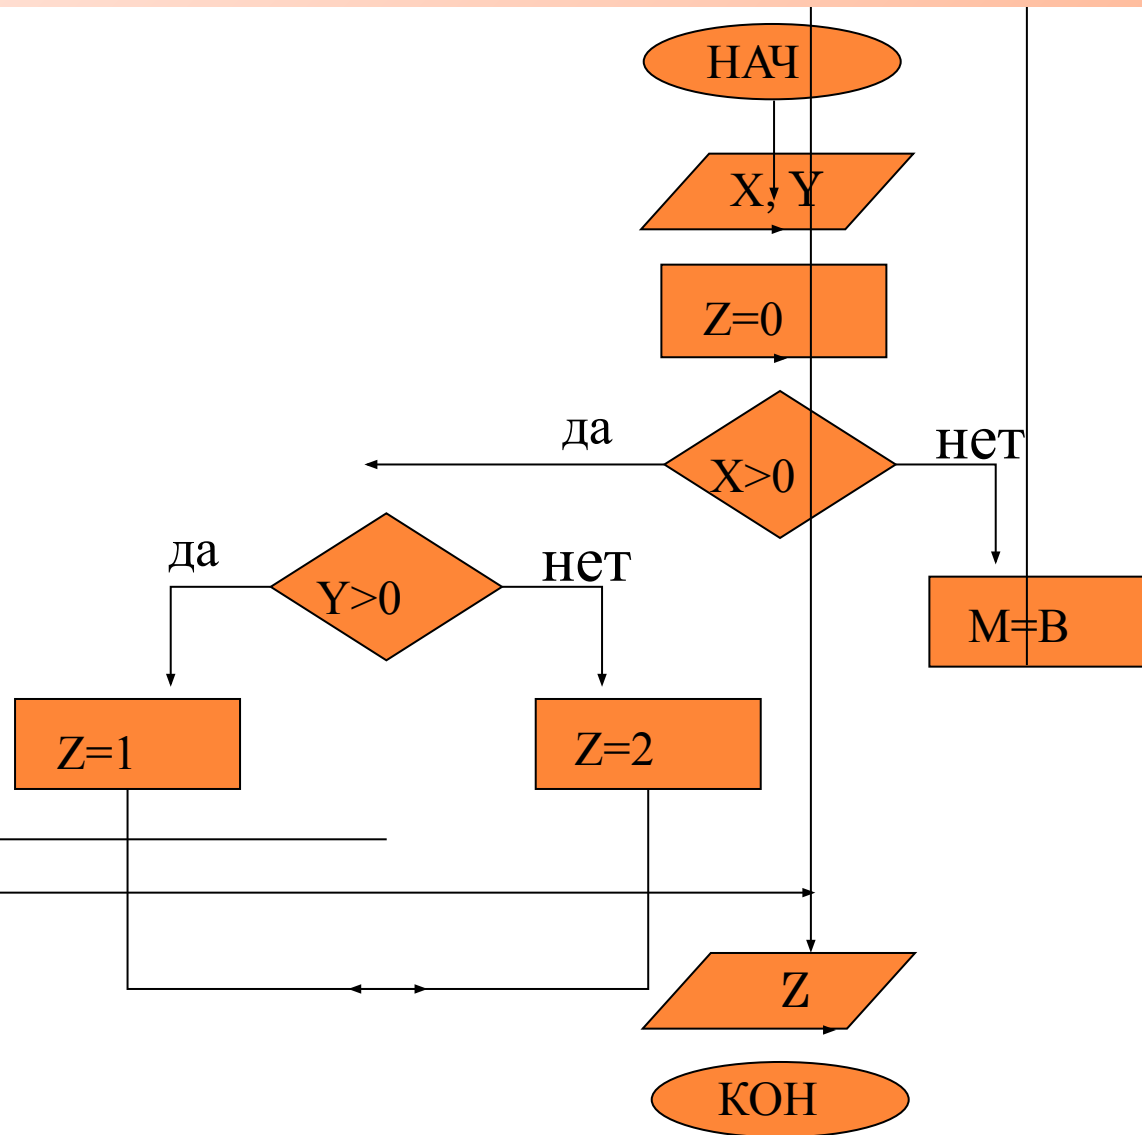 НАЧ
X, Y
Z=0
да
X>0
нет
да
Y>0
нет
M=B
Z=1
Z=2
Z
КОН